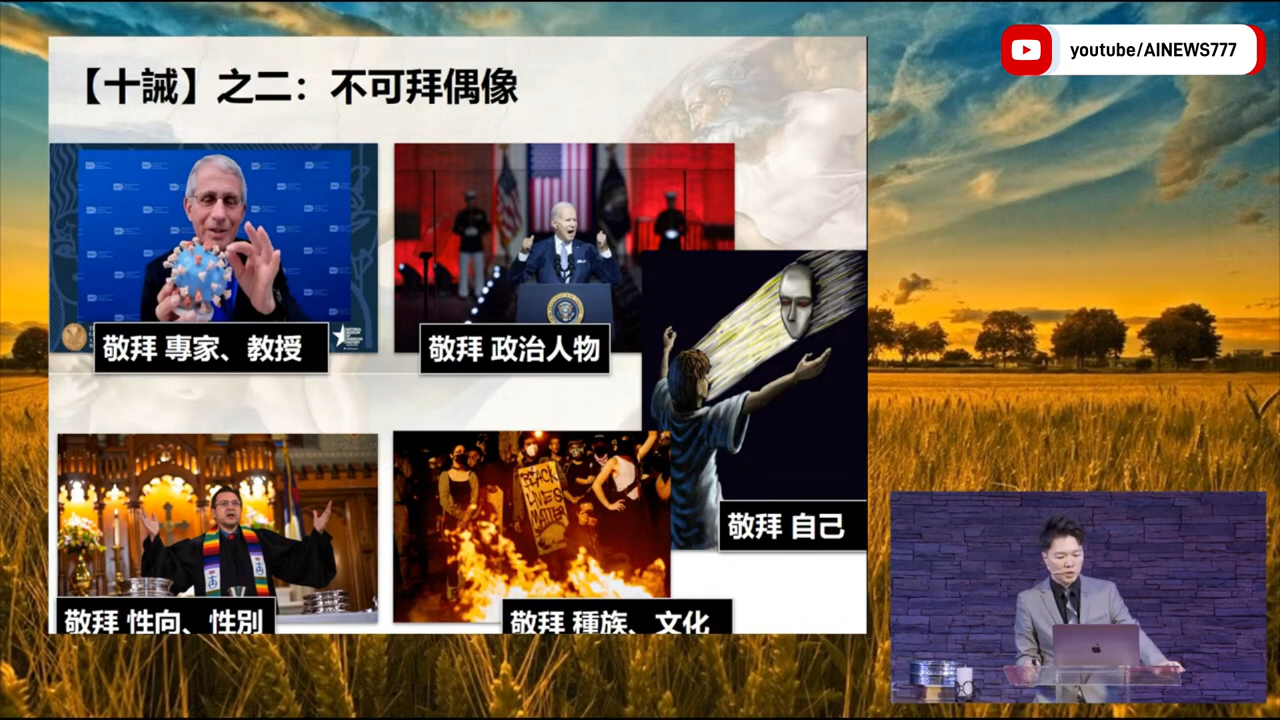 youtube/AINEWS777
【十誡】之二：不可拜偶像
敬拜 專家、教授
敬拜 政治人物
BLACK
LIVES
MATTER
敬拜 自己
敬拜 性向、性別
敬拜 種族、文化